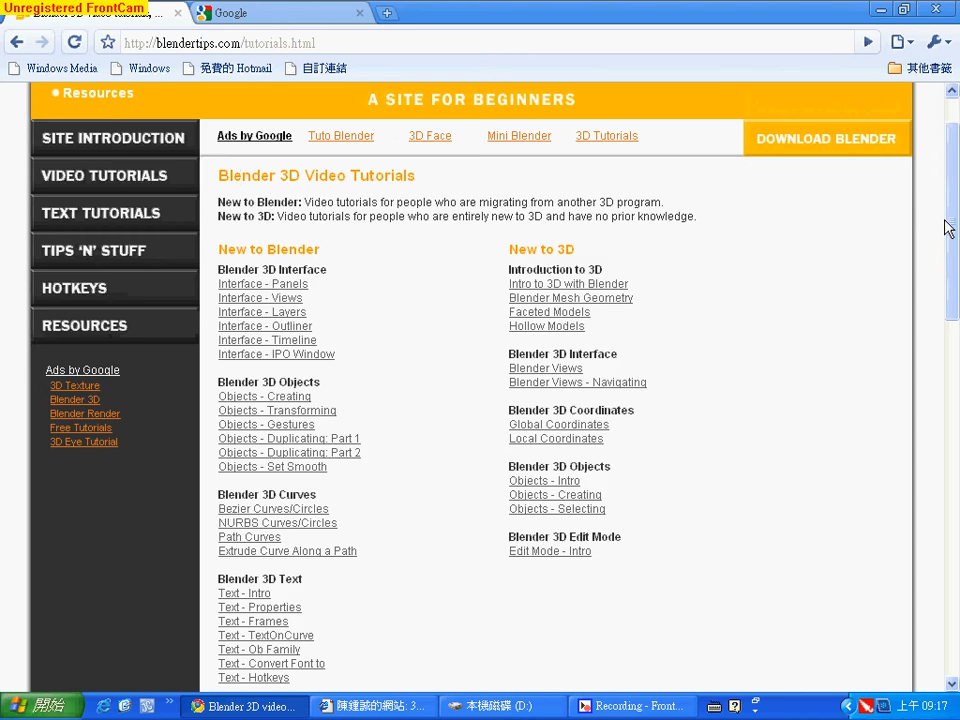 Unregistered FrontCam
Blender 3D video tutorials, ...
Google
http://blendertips.com/tutorials.html
Windows Media
Windows
免費的 Hotmail
自訂連結
其他書籤
Resources
A SITE FOR BEGINNERS
SITE INTRODUCTION
VIDEO TUTORIALS
TEXT TUTORIALS
TIPS ‘N’ STUFF
HOTKEYS
RESOURCES
Ads by Google
3D Texture
Blender 3D
Blender Render
Free Tutorials
3D Eye Tutorial
Ads by Google Tuto Blender 3D Face Mini Blender 3D Tutorials
DOWNLOAD BLENDER
Blender 3D Video Tutorials
New to Blender: Video tutorials for people who are migrating from another 3D program.
New to 3D: Video tutorials for people who are entirely new to 3D and have no prior knowledge.
New to Blender
Blender 3D Interface
Interface - Panels
Interface - Views
Interface - Layers
Interface - Outliner
Interface - Timeline
Interface - IPO Window
Blender 3D Objects
Objects - Creating
Objects - Transforming
Objects - Gestures
Objects - Duplicating: Part 1
Objects - Duplicating: Part 2
Objects - Set Smooth
Blender 3D Curves
Bezier Curves/Circles
NURBS Curves/Circles
Path Curves
Extrude Curve Along a Path
Blender 3D Text
Text - Intro
Text - Properties
Text - Frames
Text - TextOnCurve
Text - Ob Family
Text - Convert Font to
Text - Hotkeys
New to 3D
Introduction to 3D
Intro to 3D with Blender
Blender Mesh Geometry
Faceted Models
Hollow Models
Blender 3D Interface
Blender Views
Blender Views - Navigating
Blender 3D Coordinates
Global Coordinates
Local Coordinates
Blender 3D Objects
Objects - Intro
Objects - Creating
Objects - Selecting
Blender 3D Edit Mode
Edit Mode - Intro
開始
Blender 3D video...
陳鍾誠的網站: 3...
本機磁碟 (D:)
Recording - Front...
上午 09:17